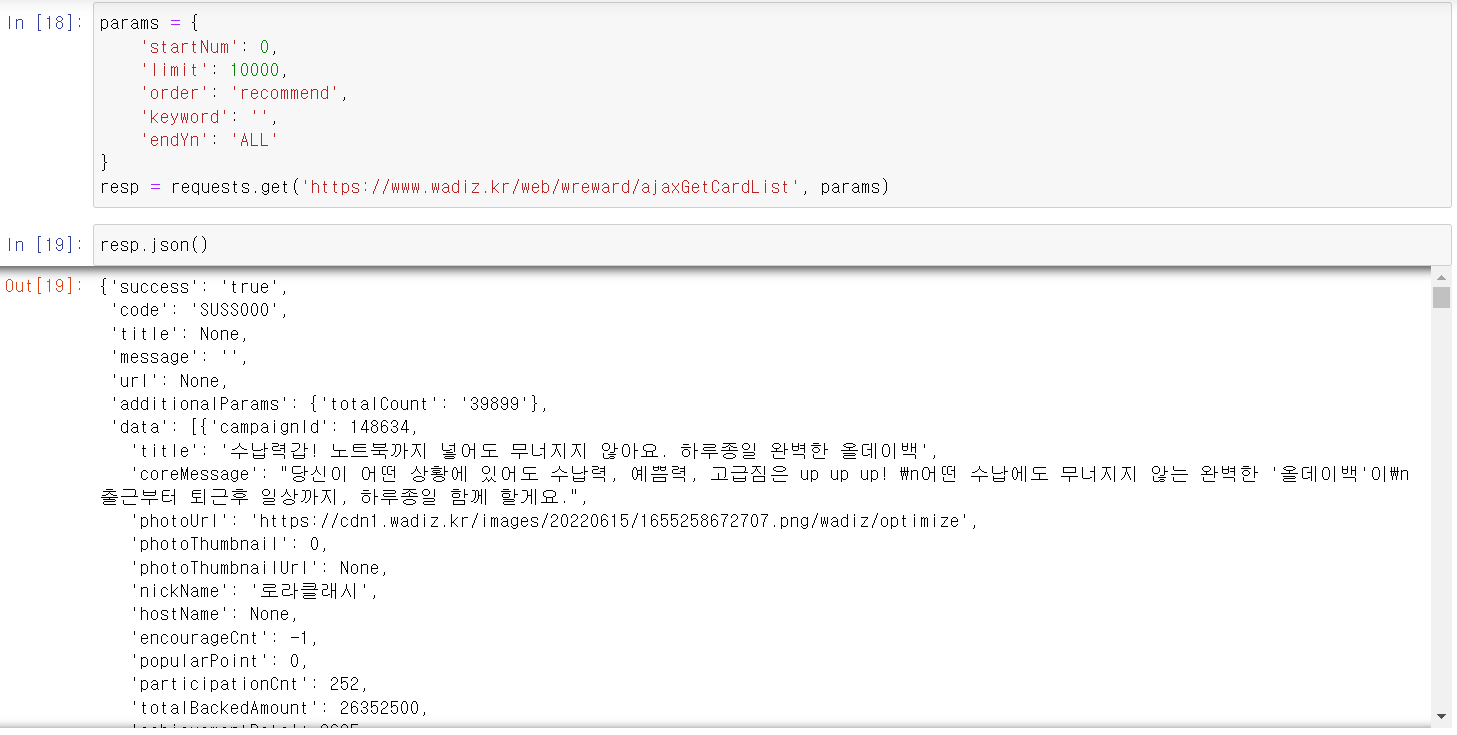 In [18]: params = {
    'startNum': 0,
    'limit': 10000,
    'order': 'recommend',
    'keyword': '',
    'endYn': 'ALL'
}
resp = requests.get('https://www.wadiz.kr/web/wreward/ajaxGetCardList', params)
In [19]: resp.json()
Out[19]: {'success': 'true',
 'code': 'SUSS000',
 'title': None,
 'message': '',
 'url': None,
 'additionalParams': {'totalCount': '39899'},
 'data': [{'campaignId': 148634,
   'title': '수납력갑! 노트북까지 넣어도 무너지지 않아요. 하루종일 완벽한 올데이백',
   'coreMessage': "당신이 어떤 상황에 있어도 수납력, 예쁨력, 고급짐은 up up up! ₩n어떤 수납에도 무너지지 않는 완벽한 '올데이백'이₩n
출근부터 퇴근후 일상까지, 하루종일 함께 할게요.",
   'photoUrl': 'https://cdn1.wadiz.kr/images/20220615/1655258672707.png/wadiz/optimize',
   'photoThumbnail': 0,
   'photoThumbnailUrl': None,
   'nickName': '로라클래시',
   'hostName': None,
   'encourageCnt': -1,
   'popularPoint': 0,
   'participationCnt': 252,
   'totalBackedAmount': 26352500,